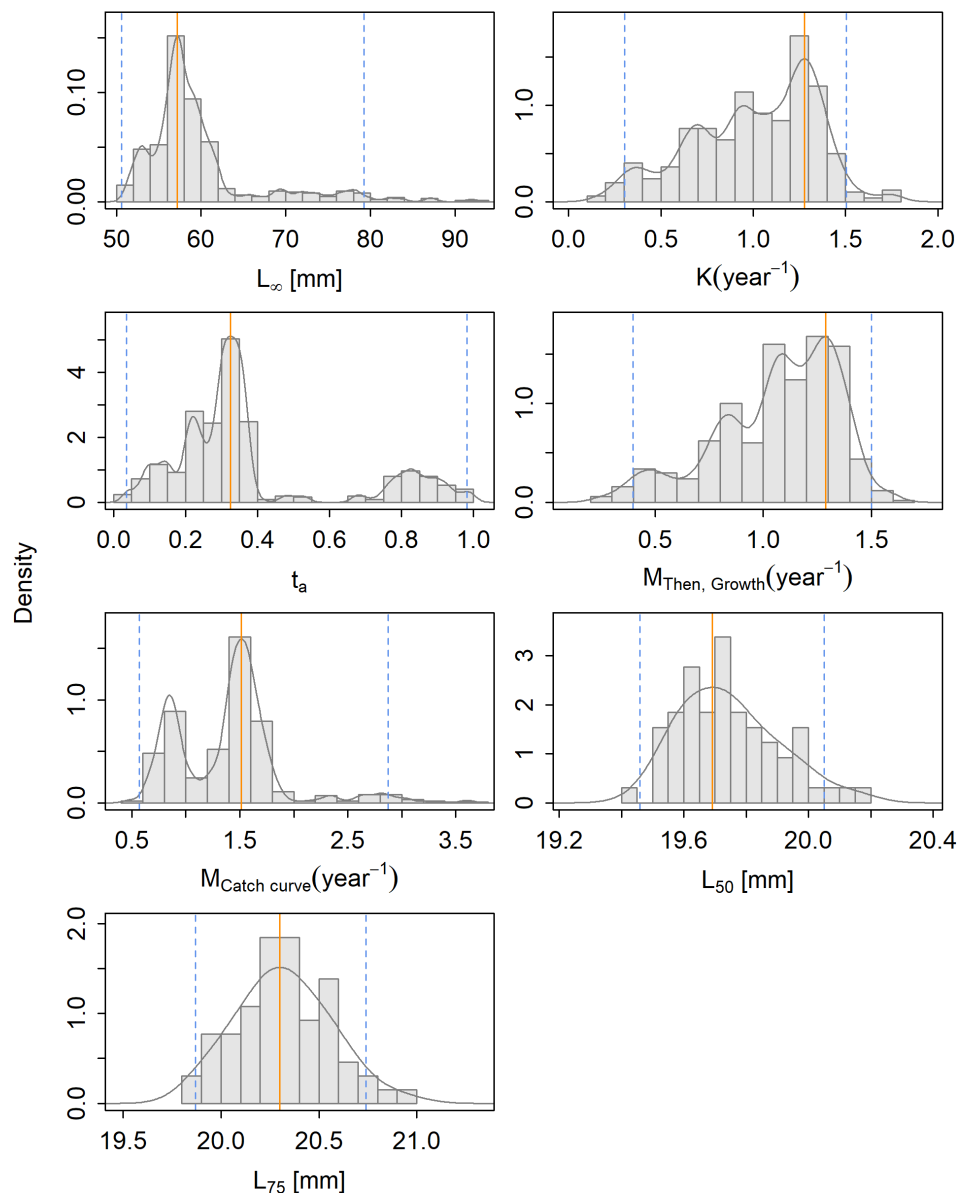 0.00 0.10
50 60 70 80 90
L∞ [mm]
0.0 1.0
0.0 0.5 1.0 1.5 2.0
K(year⁻¹)
0 2 4
0.0 0.2 0.4 0.6 0.8 1.0
tₐ
0.0 1.0
0.5 1.0 1.5
M Then, Growth(year⁻¹)
Density
0.0 1.0
0.5 1.5 2.5 3.5
M Catch curve(year⁻¹)
0 1 2 3
19.2 19.6 20.0 20.4
L₅₀ [mm]
0.0 1.0 2.0
19.5 20.0 20.5 21.0
L₇₅ [mm]